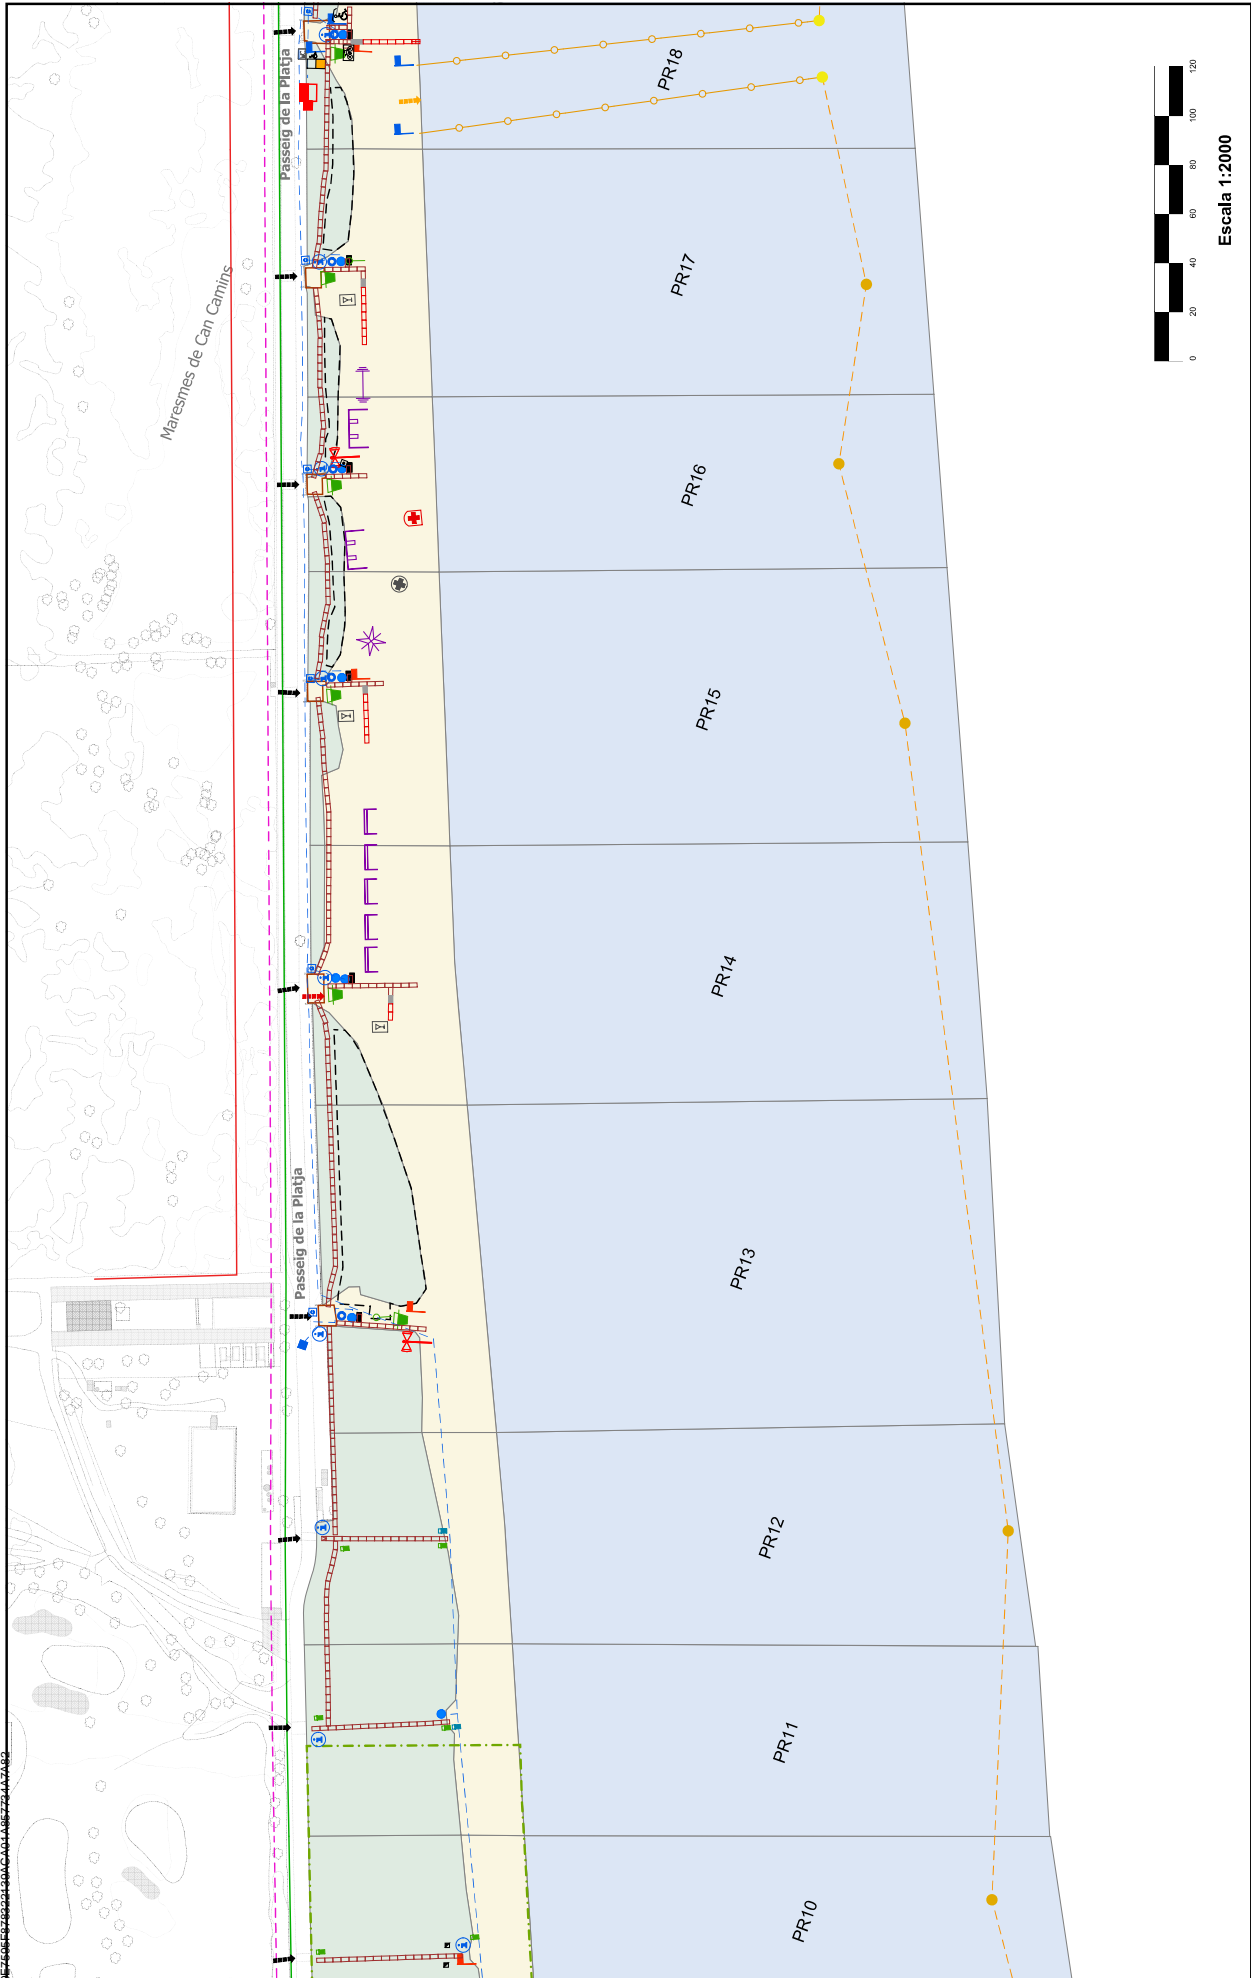 PR18
Passeig de la Platja
Maresmes de Can Camins
PR17
PR16
PR15
PR14
PR13
Passeig de la Platja
PR12
PR11
PR10
0 20 40 60 80 100 120
Escala 1:2000